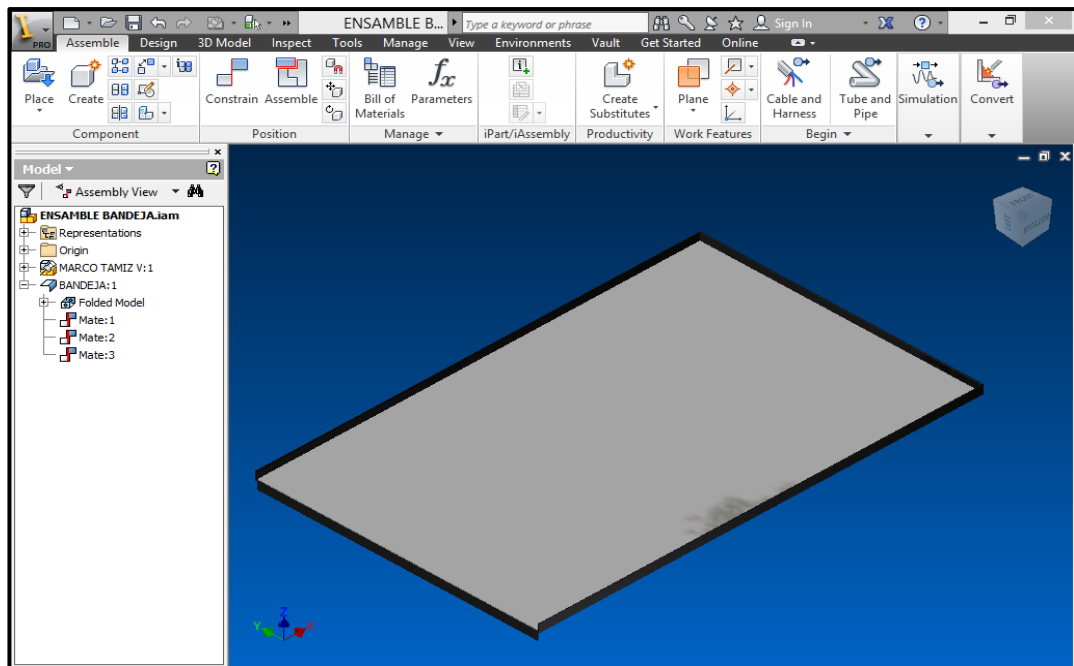 ENSAMBLE B... Type a keyword or phrase Sign In
PRO Assemble Design 3D Model Inspect Tools Manage View Environments Vault Get Started Online
Place Create Constrain Assemble Bill of Materials Parameters Create Substitutes Plane Cable and Harness Tube and Pipe Simulation Convert
Component Position Manage iPart/iAssembly Productivity Work Features Begin
Model
Assembly View
ENSAMBLE BANDEJA.iam
Representations
Origin
MARCO TAMIZ V:1
BANDEJA:1
Folded Model
Mate:1
Mate:2
Mate:3
FRONT
BOTTOM
Z
Y X